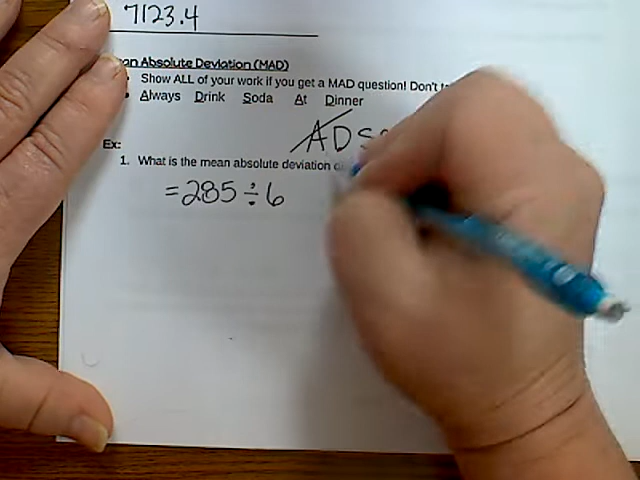 7123.4
an Absolute Deviation (MAD)
Show ALL of your work if you get a MAD question! Don't
Always Drink Soda At Dinner
ADS
Ex:
1. What is the mean absolute deviation
=285÷6